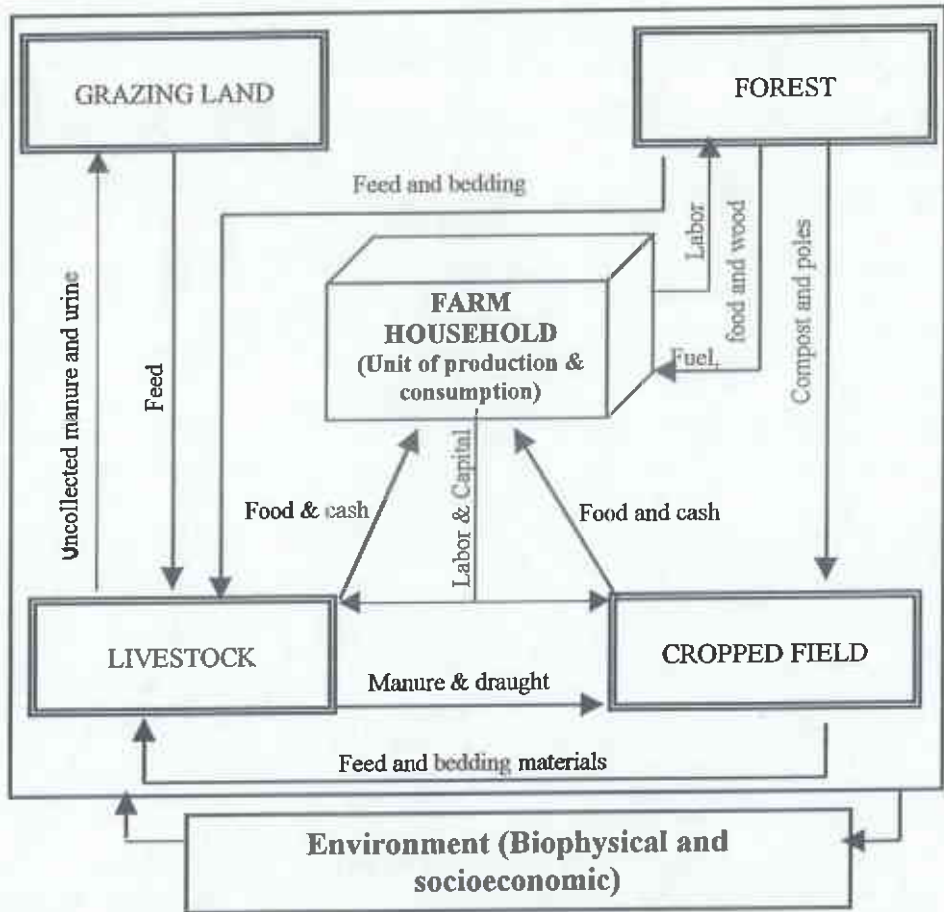 GRAZING LAND
FOREST
Feed and bedding
Labor
Fuel,
food and wood
Compost and poles
Uncollected manure and urine
Feed
FARM
HOUSEHOLD
(Unit of production &
consumption)
Food & cash
Labor & Capital
Food and cash
LIVESTOCK
CROPPED FIELD
Manure & draught
Feed and bedding materials
Environment (Biophysical and
socioeconomic)